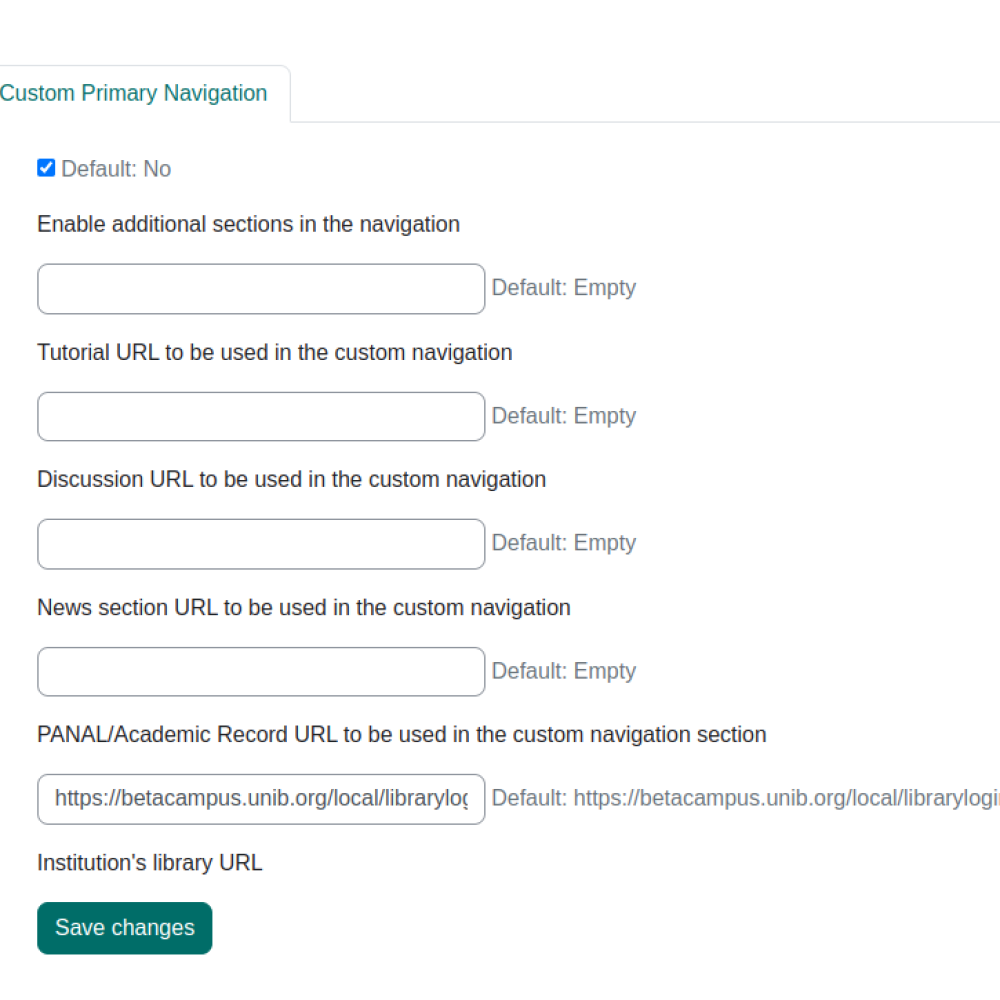 Custom Primary Navigation
Default: No
Enable additional sections in the navigation
Default: Empty
Tutorial URL to be used in the custom navigation
Default: Empty
Discussion URL to be used in the custom navigation
Default: Empty
News section URL to be used in the custom navigation
Default: Empty
PANAL/Academic Record URL to be used in the custom navigation section
https://betacampus.unib.org/local/librarylog Default: https://betacampus.unib.org/local/librarylogi
Institution's library URL
Save changes